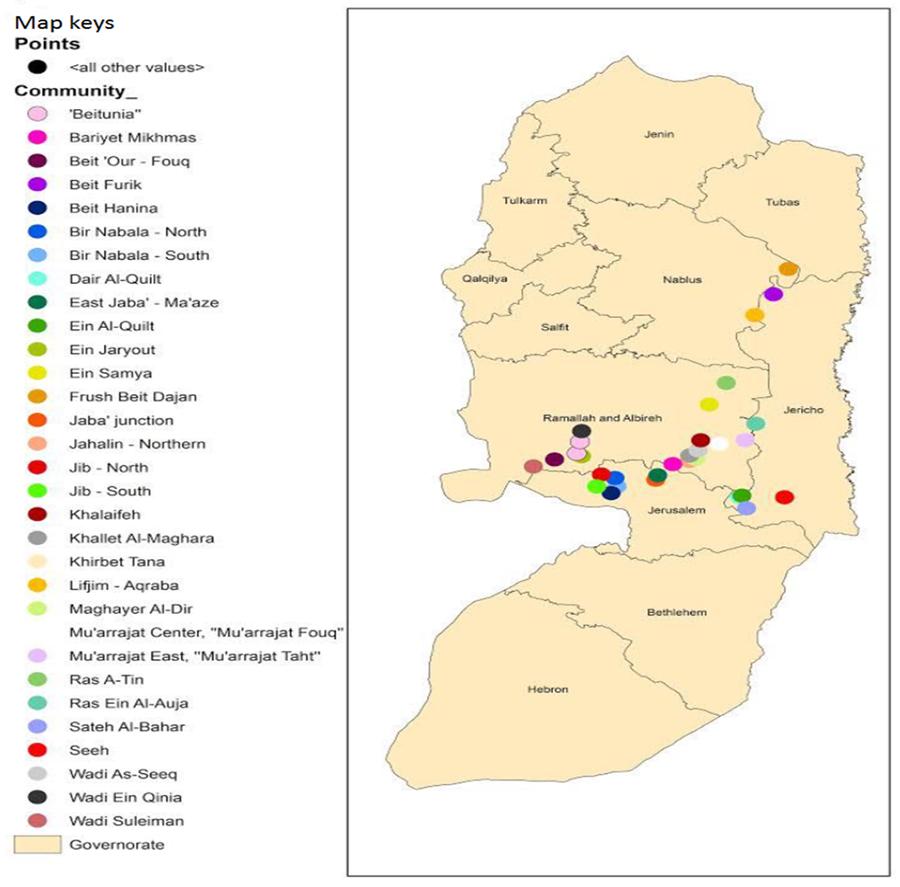 Map keys
Points
<all other values>
Community_
'Beitunia"
Bariyet Mikhmas
Beit 'Our - Fouq
Beit Furik
Beit Hanina
Bir Nabala - North
Bir Nabala - South
Dair Al-Quilt
East Jaba' - Ma'aze
Ein Al-Quilt
Ein Jaryout
Ein Samya
Frush Beit Dajan
Jaba' junction
Jahalin - Northern
Jib - North
Jib - South
Khalaifeh
Khallet Al-Maghara
Khirbet Tana
Lifjim - Aqraba
Maghayer Al-Dir
Mu'arrajat Center, "Mu'arrajat Fouq"
Mu'arrajat East, "Mu'arrajat Taht"
Ras A-Tin
Ras Ein Al-Auja
Sateh Al-Bahar
Seeh
Wadi As-Seeq
Wadi Ein Qinia
Wadi Suleiman
Governorate
Jenin
Tulkarm
Tubas
Qalqilya
Nablus
Salfit
Jericho
Ramallah and Albireh
Jerusalem
Bethlehem
Hebron